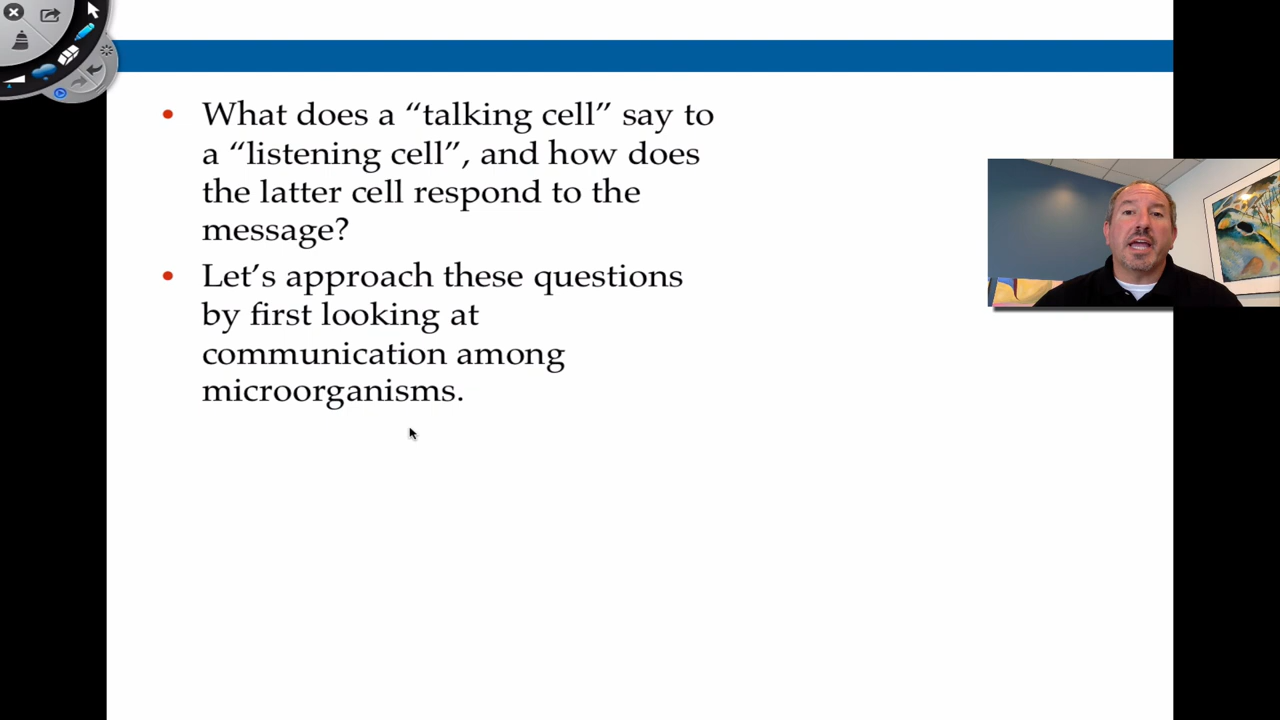 • What does a “talking cell” say to
a “listening cell”, and how does
the latter cell respond to the
message?
• Let’s approach these questions
by first looking at
communication among
microorganisms.